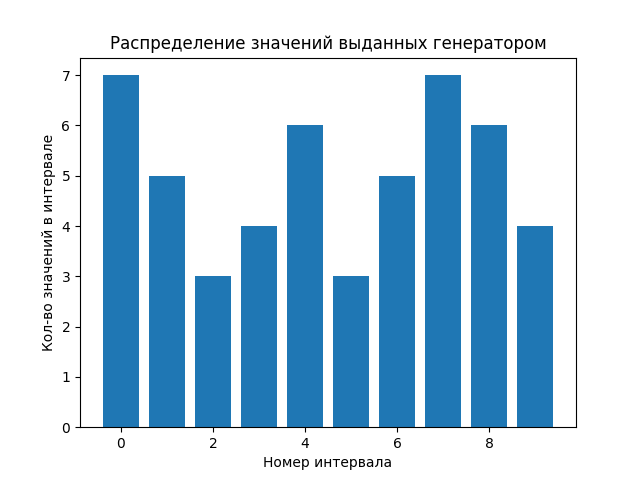 Распределение значений выданных генератором
Кол-во значений в интервале
7
6
5
4
3
2
1
0
0 2 4 6 8
Номер интервала